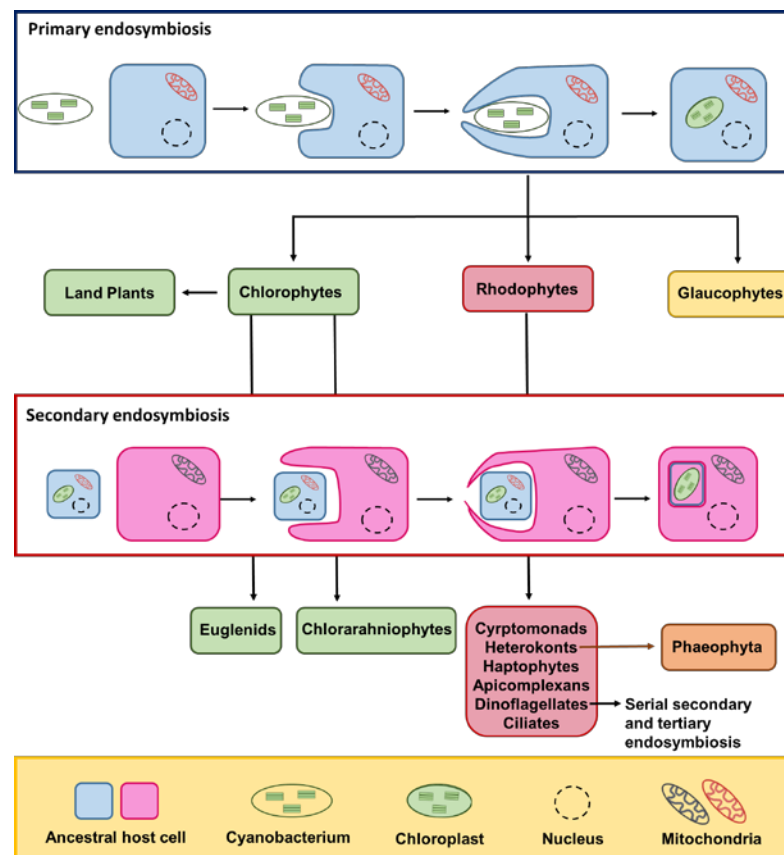 Primary endosymbiosis
Land Plants
Chlorophytes
Rhodophytes
Glaucophytes
Secondary endosymbiosis
Euglenids
Chlorarahniophytes
Cyrptomonads
Heterokonts
Haptophytes
Apicomplexans
Dinoflagellates
Ciliates
Phaeophyta
Serial secondary
and tertiary
endosymbiosis
Ancestral host cell
Cyanobacterium
Chloroplast
Nucleus
Mitochondria